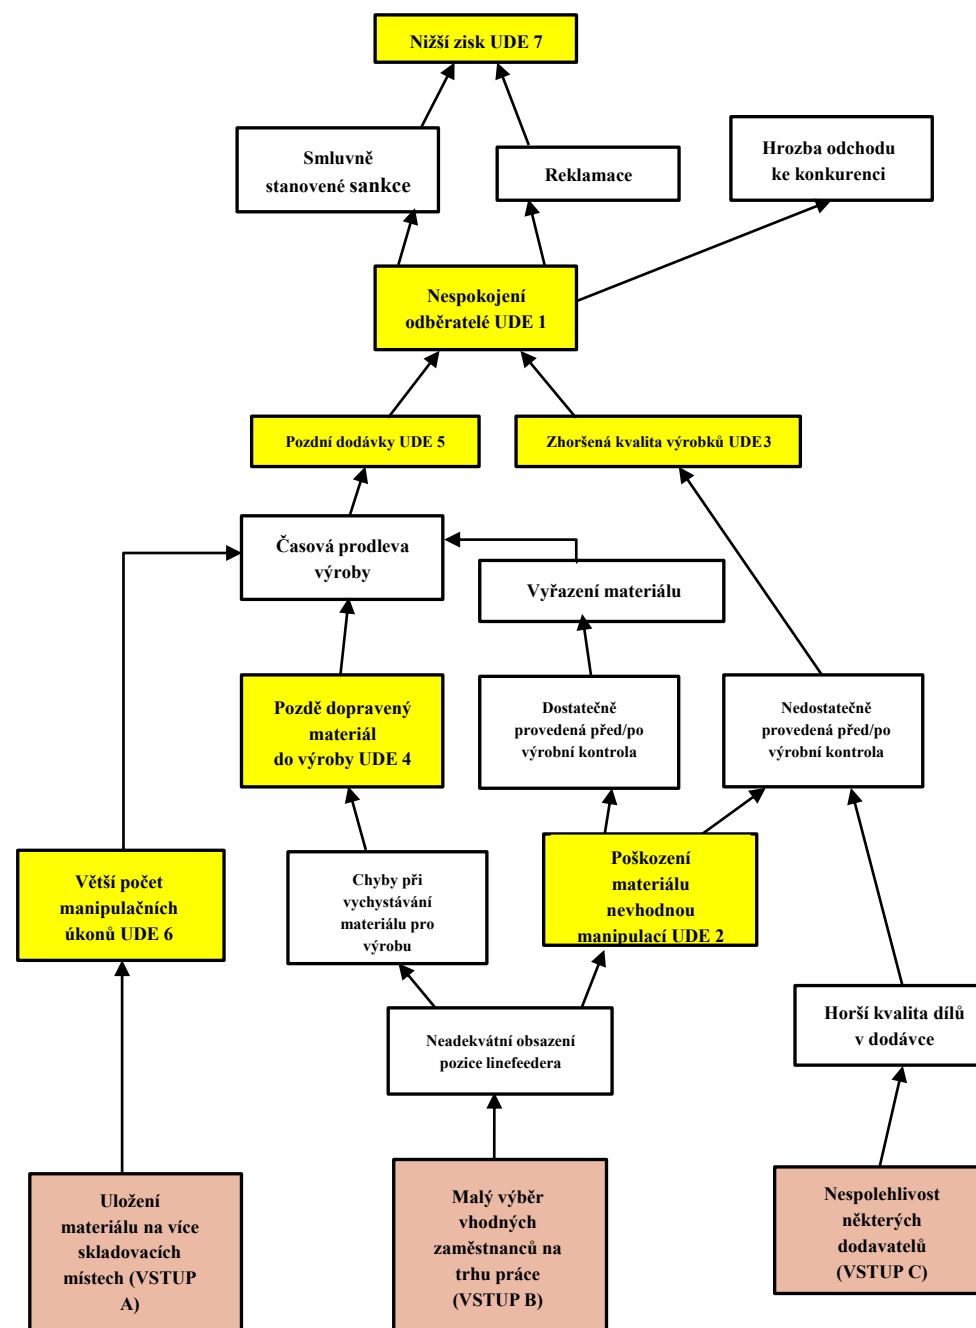 Nižší zisk UDE 7
Smluvně
stanovené sankce
Reklamace
Hrozba odchodu
ke konkurenci
Nespokojení
odběratelé UDE 1
Pozdní dodávky UDE 5
Zhoršená kvalita výrobků UDE 3
Časová prodleva
výroby
Vyřazení materiálu
Pozdě dopravený
materiál
do výroby UDE 4
Dostatečně
provedená před/po
výrobní kontrola
Nedostatečně
provedená před/po
výrobní kontrola
Větší počet
manipulačních
úkonů UDE 6
Chyby při
vychystávání
materiálu pro
výrobu
Poškození
materiálu
nevhodnou
manipulací UDE 2
Neadekvátní obsazení
pozice linefeedera
Horší kvalita dílů
v dodávce
Uložení
materiálu na více
skladovacích
místech (VSTUP
A)
Malý výběr
vhodných
zaměstnanců na
trhu práce
(VSTUP B)
Nespolehlivost
některých
dodavatelů
(VSTUP C)